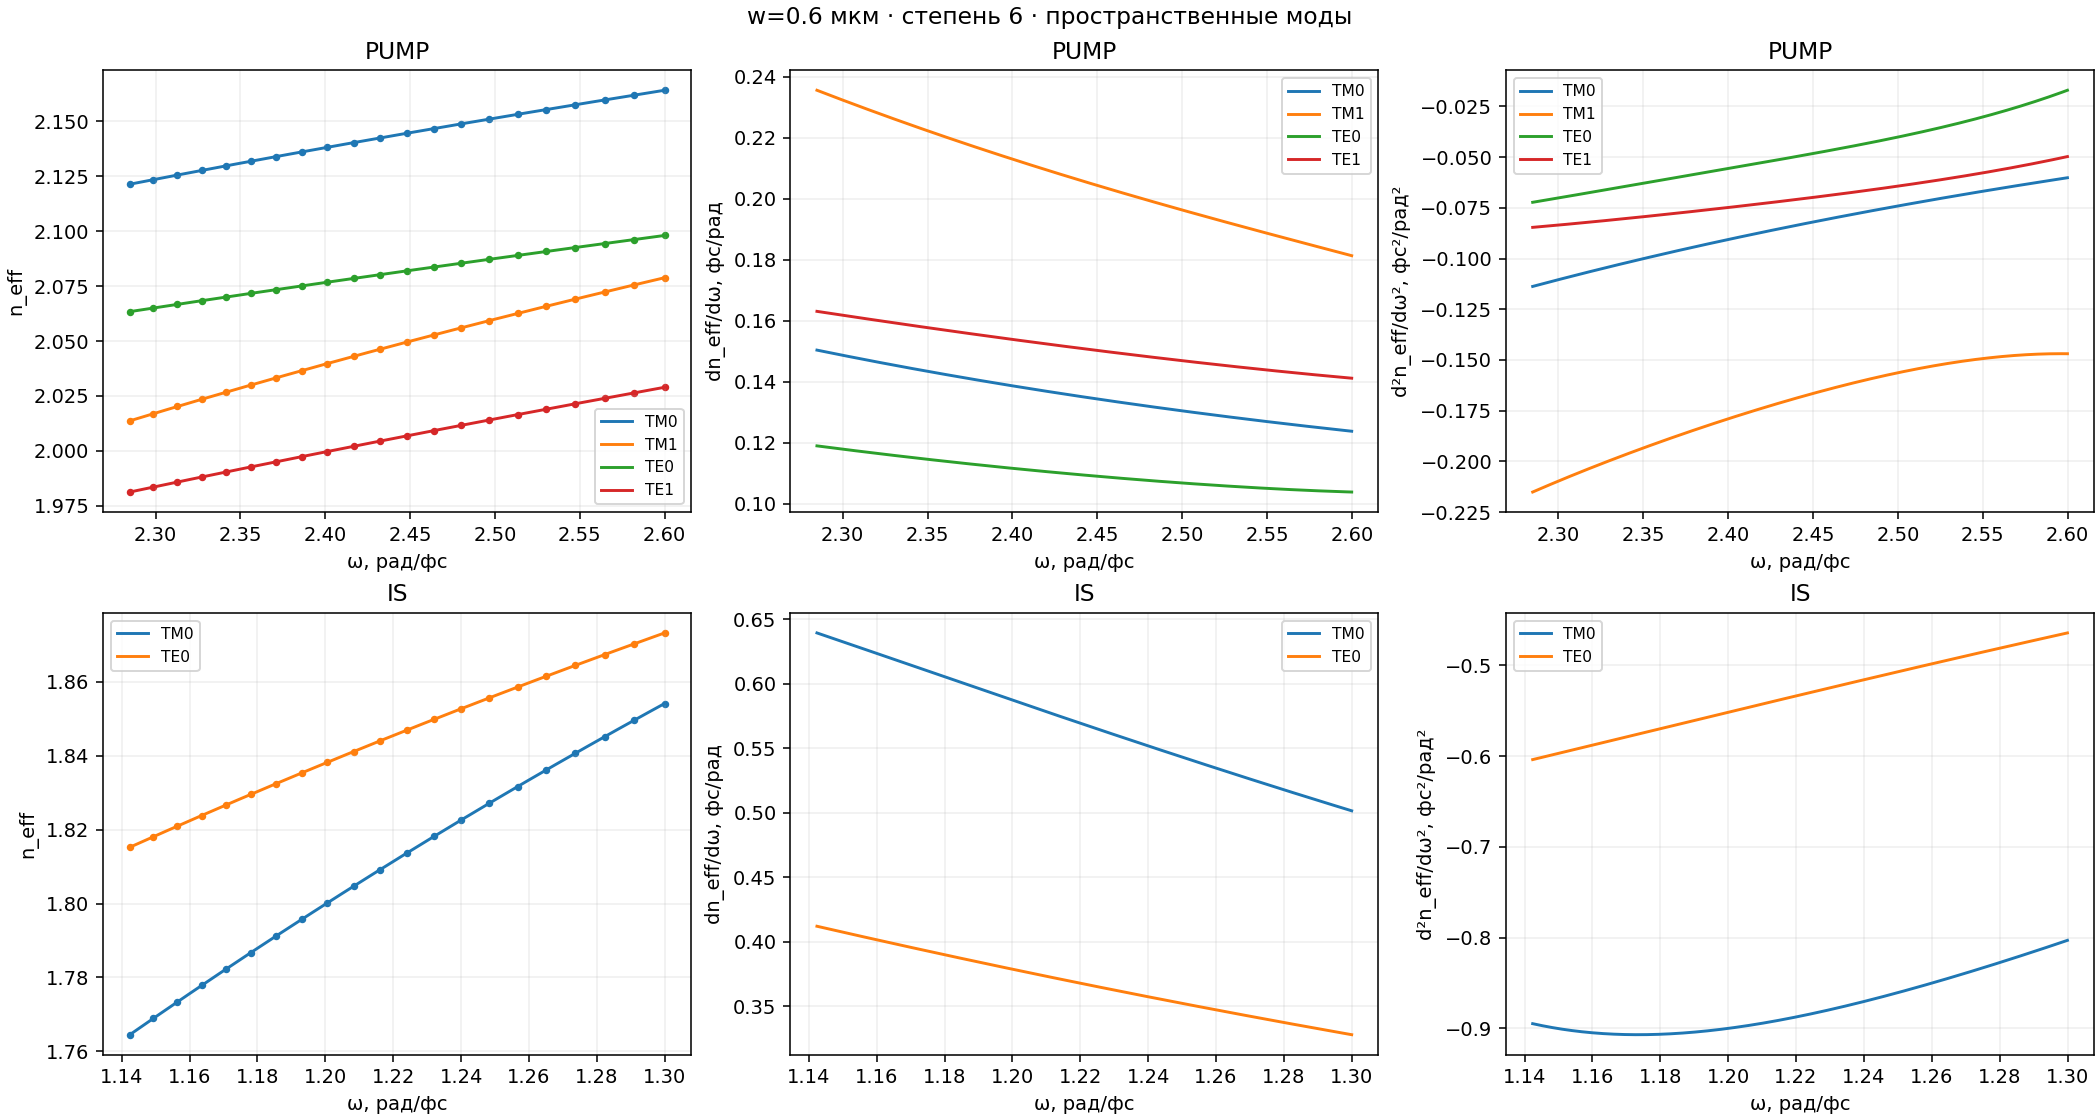 w=0.6 мкм · степень 6 · пространственные моды
PUMP
n_eff
2.150
2.125
2.100
2.075
2.050
2.025
2.000
1.975
TM0
TM1
TE0
TE1
2.30 2.35 2.40 2.45 2.50 2.55 2.60
ω, рад/фс
PUMP
dn_eff/dω, фс/рад
0.24
0.22
0.20
0.18
0.16
0.14
0.12
0.10
TM0
TM1
TE0
TE1
2.30 2.35 2.40 2.45 2.50 2.55 2.60
ω, рад/фс
PUMP
d²n_eff/dω², фс²/рад²
−0.025
−0.050
−0.075
−0.100
−0.125
−0.150
−0.175
−0.200
−0.225
TM0
TM1
TE0
TE1
2.30 2.35 2.40 2.45 2.50 2.55 2.60
ω, рад/фс
IS
n_eff
1.86
1.84
1.82
1.80
1.78
1.76
TM0
TE0
1.14 1.16 1.18 1.20 1.22 1.24 1.26 1.28 1.30
ω, рад/фс
IS
dn_eff/dω, фс/рад
0.65
0.60
0.55
0.50
0.45
0.40
0.35
TM0
TE0
1.14 1.16 1.18 1.20 1.22 1.24 1.26 1.28 1.30
ω, рад/фс
IS
d²n_eff/dω², фс²/рад²
−0.5
−0.6
−0.7
−0.8
−0.9
TM0
TE0
1.14 1.16 1.18 1.20 1.22 1.24 1.26 1.28 1.30
ω, рад/фс